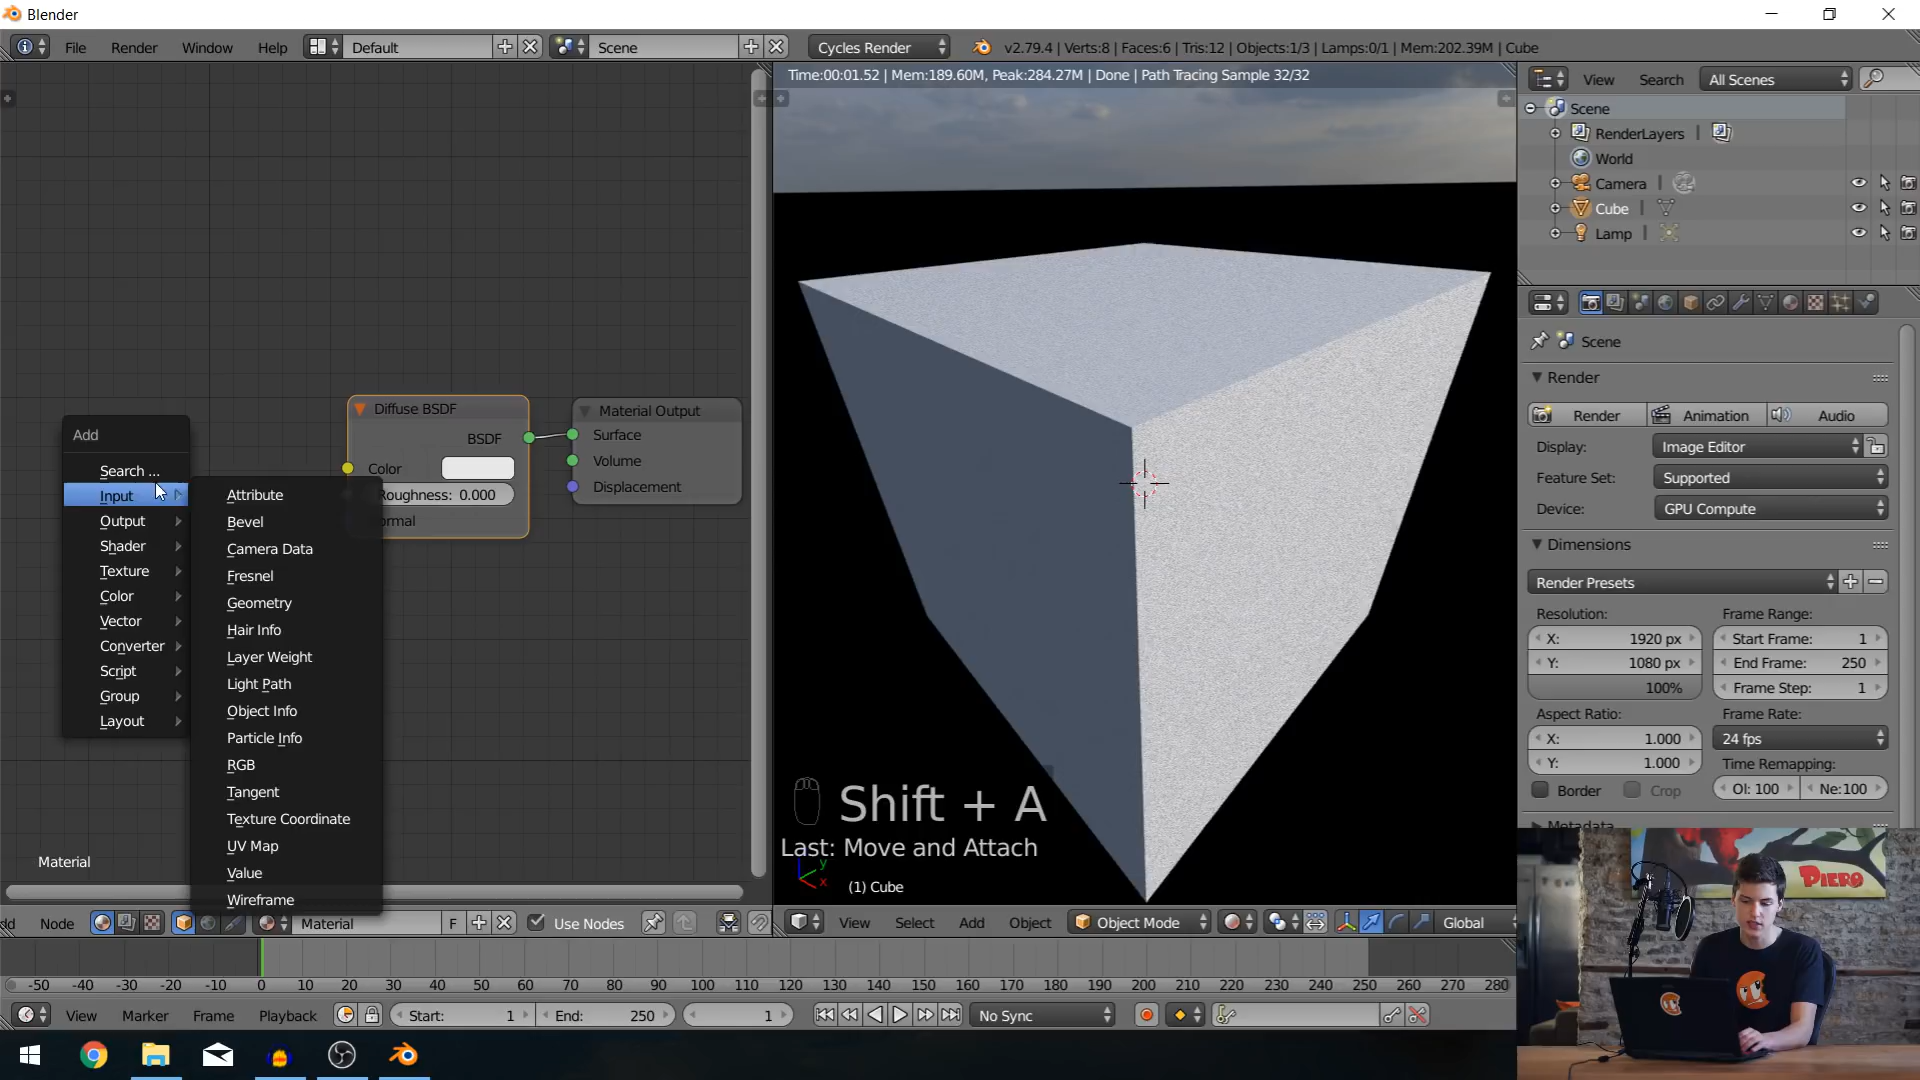 Blender
File Render Window Help Default Scene Cycles Render v2.79.4 | Verts:8 | Faces:6 | Tris:12 | Objects:1/3 | Lamps:0/1 | Mem:202.39M | Cube
Time:00:01.52 | Mem:189.60M, Peak:284.27M | Done | Path Tracing Sample 32/32
View Search All Scenes
Scene
RenderLayers
World
Camera
Cube
Lamp
Scene
Render
Render Animation Audio
Display: Image Editor
Feature Set: Supported
Device: GPU Compute
Dimensions
Render Presets
Resolution: Frame Range:
X: 1920 px Start Frame: 1
Y: 1080 px End Frame: 250
100% Frame Step: 1
Aspect Ratio: Frame Rate:
X: 1.000 24 fps
Y: 1.000 Time Remapping:
Border Crop Ol: 100 Ne:100
Metadata
Diffuse BSDF
BSDF
Color
Roughness: 0.000
ormal
Material Output
Surface
Volume
Displacement
Add
Search ...
Input
Output
Shader
Texture
Color
Vector
Converter
Script
Group
Layout
Attribute
Bevel
Camera Data
Fresnel
Geometry
Hair Info
Layer Weight
Light Path
Object Info
Particle Info
RGB
Tangent
Texture Coordinate
UV Map
Value
Wireframe
Material
Shift + A
Last: Move and Attach
y
x
(1) Cube
PIERO
dd Node Material F Use Nodes
View Select Add Object Object Mode Global
-50 -40 -30 -20 -10 0 10 20 30 40 50 60 70 80 90 100 110 120 130 140 150 160 170 180 190 200 210 220 230 240 250 260 270 280
View Marker Frame Playback Start: 1 End: 250 1 No Sync